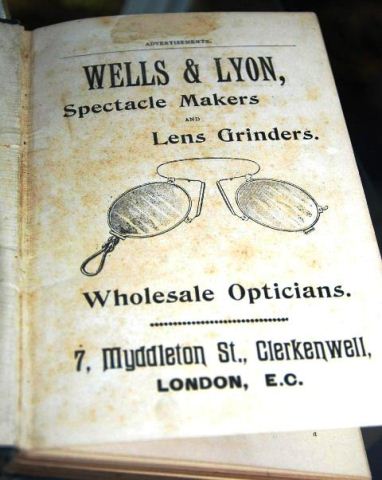 ADVERTISEMENTS.
WELLS & LYON,
Spectacle Makers
AND
Lens Grinders.
Wholesale Opticians.
7, Myddleton St., Clerkenwell,
LONDON, E.C.